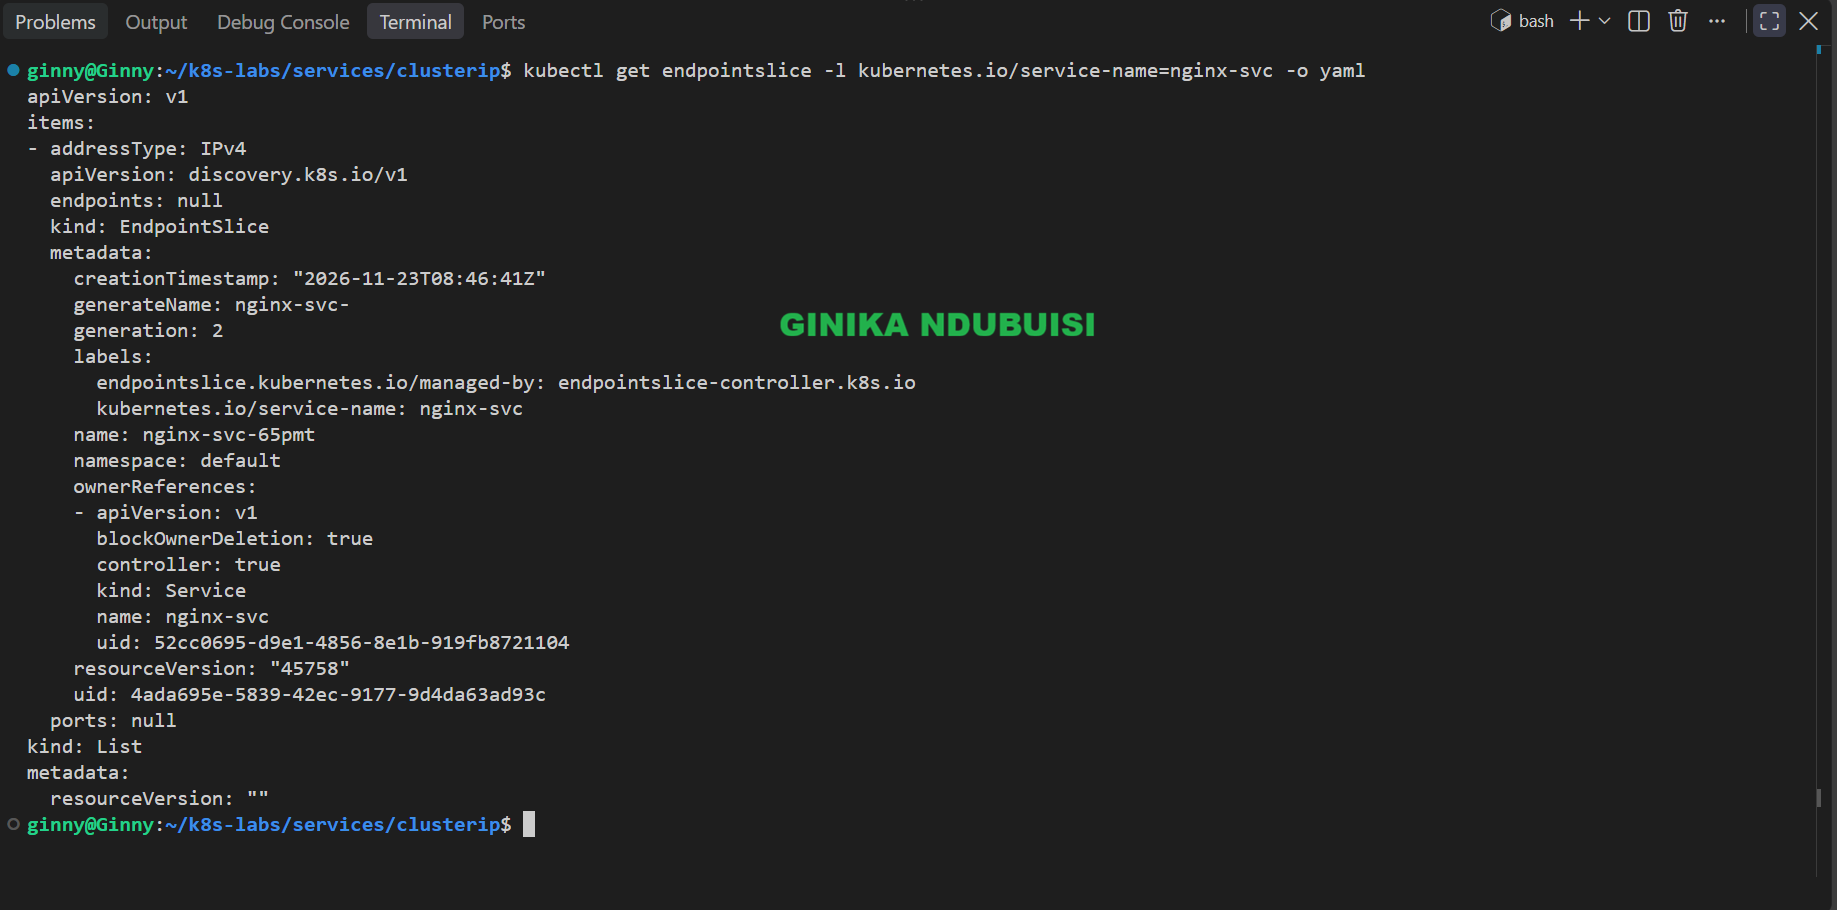 Problems Output Debug Console Terminal Ports bash
ginny@Ginny:~/k8s-labs/services/clusterip$ kubectl get endpointslice -l kubernetes.io/service-name=nginx-svc -o yaml
apiVersion: v1
items:
- addressType: IPv4
  apiVersion: discovery.k8s.io/v1
  endpoints: null
  kind: EndpointSlice
  metadata:
    creationTimestamp: "2026-11-23T08:46:41Z"
    generateName: nginx-svc-
    generation: 2
GINIKA NDUBUISI
    labels:
      endpointslice.kubernetes.io/managed-by: endpointslice-controller.k8s.io
      kubernetes.io/service-name: nginx-svc
    name: nginx-svc-65pmt
    namespace: default
    ownerReferences:
    - apiVersion: v1
      blockOwnerDeletion: true
      controller: true
      kind: Service
      name: nginx-svc
      uid: 52cc0695-d9e1-4856-8e1b-919fb8721104
    resourceVersion: "45758"
    uid: 4ada695e-5839-42ec-9177-9d4da63ad93c
  ports: null
kind: List
metadata:
  resourceVersion: ""
ginny@Ginny:~/k8s-labs/services/clusterip$